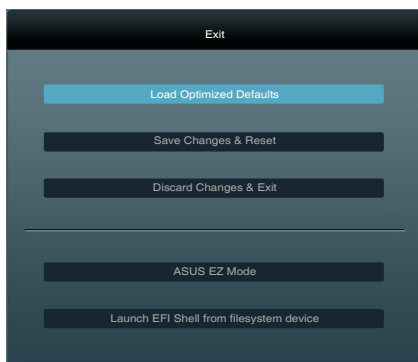 Exit
Load Optimized Defaults
Save Changes & Reset
Discard Changes & Exit
ASUS EZ Mode
Launch EFI Shell from filesystem device